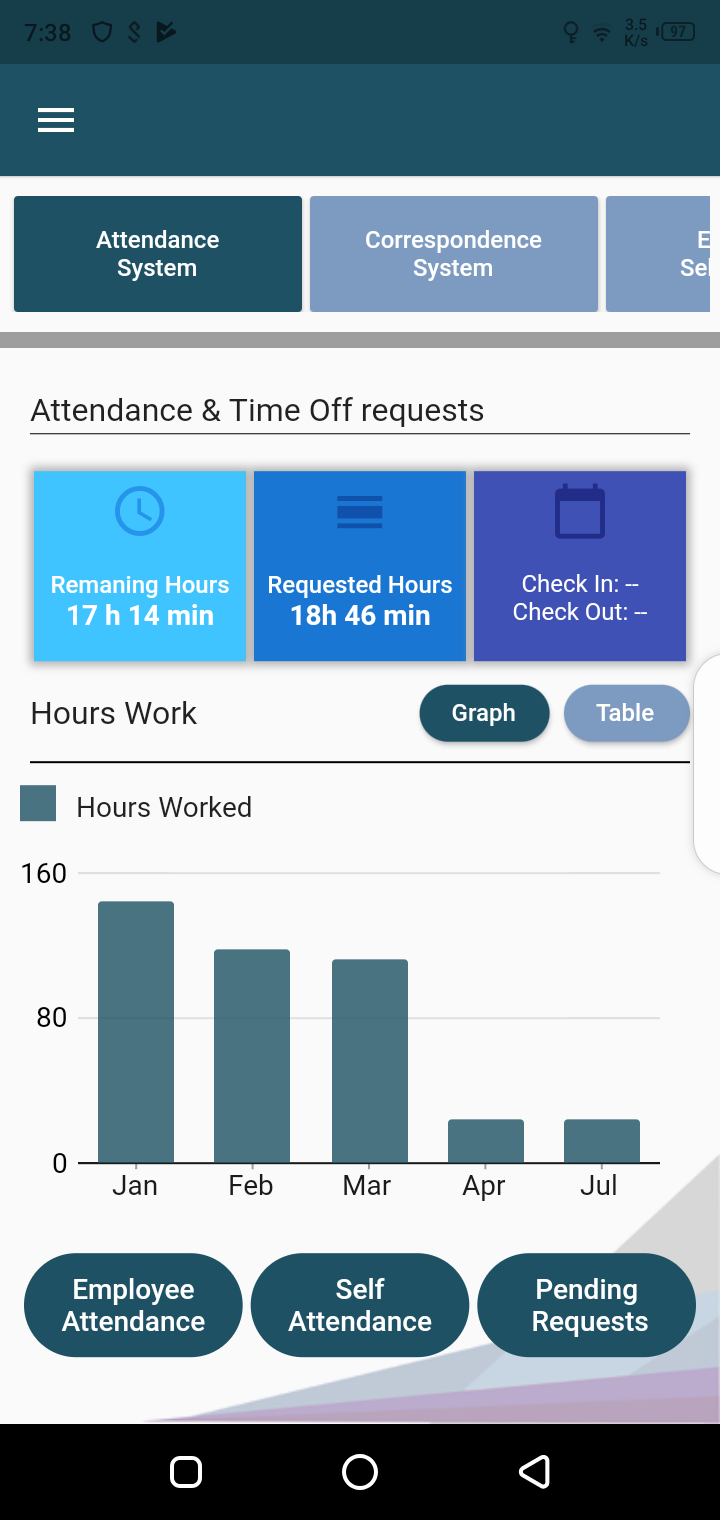 7:38
3.5
K/s
97
Attendance
System
Correspondence
System
Attendance & Time Off requests
Remaning Hours
17 h 14 min
Requested Hours
18h 46 min
Check In: --
Check Out: --
Hours Work
Graph
Table
Hours Worked
160
80
0
Jan
Feb
Mar
Apr
Jul
Employee
Attendance
Self
Attendance
Pending
Requests